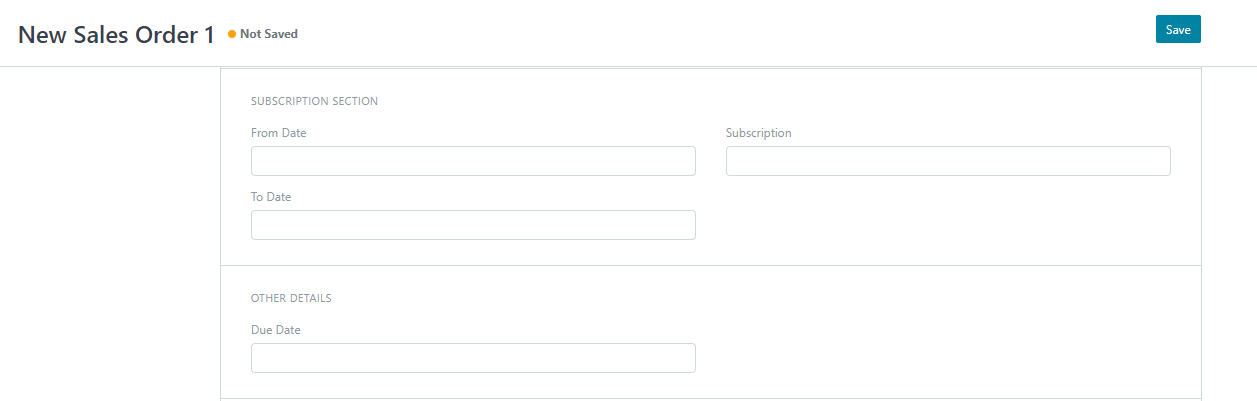 New Sales Order 1
Not Saved
Save
SUBSCRIPTION SECTION
From Date
Subscription
To Date
OTHER DETAILS
Due Date